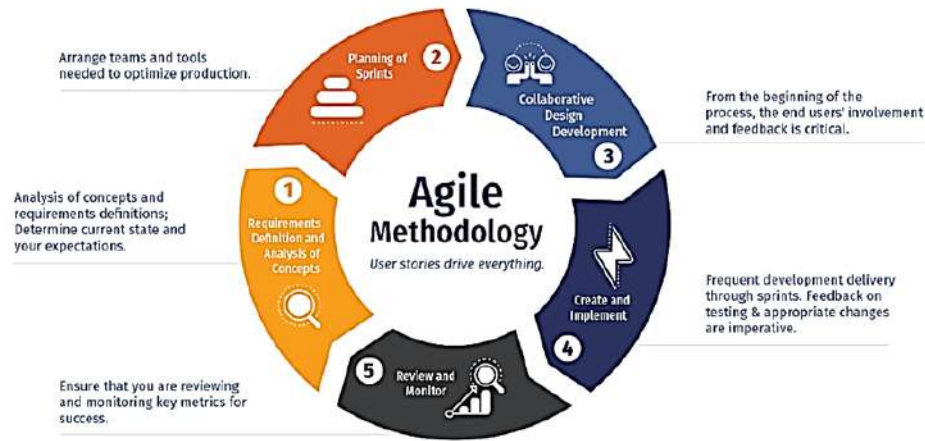 Agile
Methodology
User stories drive everything.
1
Requirements
Definition and
Analysis of
Concepts
Analysis of concepts and
requirements definitions;
Determine current state and
your expectations.
2
Planning of
Sprints
Arrange teams and tools
needed to optimize production.
Collaborative
Design
Development
3
From the beginning of the
process, the end users' involvement
and feedback is critical.
Create and
Implement
4
Frequent development delivery
through sprints. Feedback on
testing & appropriate changes
are imperative.
5
Review and
Monitor
Ensure that you are reviewing
and monitoring key metrics for
success.